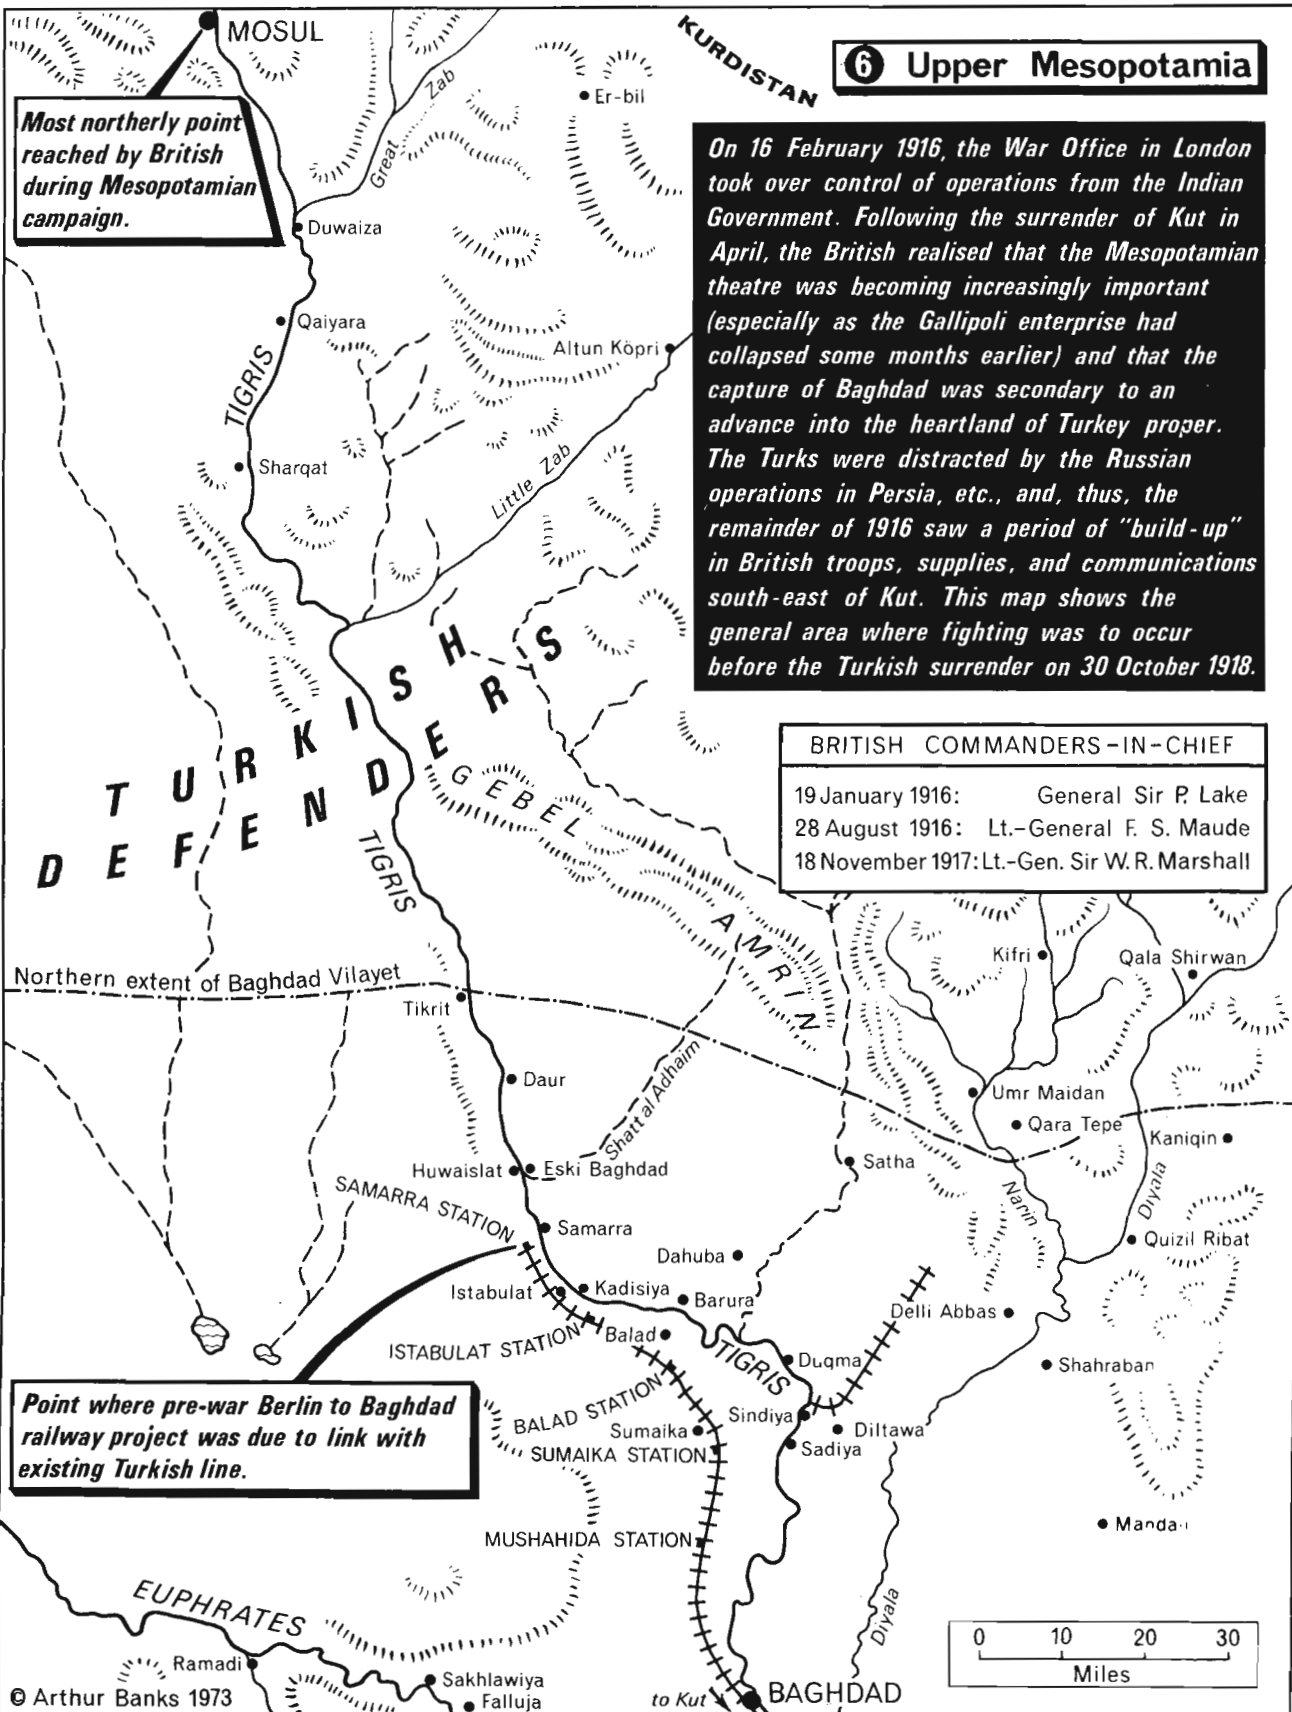 MOSUL
KURDISTAN
6 Upper Mesopotamia
Zab
Er-bil
Most northerly point
reached by British
during Mesopotamian
campaign.
Great
Duwaiza
On 16 February 1916, the War Office in London
took over control of operations from the Indian
Government. Following the surrender of Kut in
April, the British realised that the Mesopotamian
theatre was becoming increasingly important
(especially as the Gallipoli enterprise had
collapsed some months earlier) and that the
capture of Baghdad was secondary to an
advance into the heartland of Turkey proper.
The Turks were distracted by the Russian
operations in Persia, etc., and, thus, the
remainder of 1916 saw a period of "build-up"
in British troops, supplies, and communications
south-east of Kut. This map shows the
general area where fighting was to occur
before the Turkish surrender on 30 October 1918.
Qaiyara
Altun Köpri
TIGRIS
Sharqat
Little Zab
TURKISH
DEFENDERS
BRITISH COMMANDERS-IN-CHIEF
19 January 1916: General Sir P. Lake
28 August 1916: Lt.-General F. S. Maude
18 November 1917: Lt.-Gen. Sir W. R. Marshall
GEBEL
AMRIN
TIGRIS
Kifri
Qala Shirwan
Northern extent of Baghdad Vilayet
Tikrit
Daur
Shatt al Adhaim
Umr Maidan
Qara Tepe
Kaniqin
Huwaislat
Eski Baghdad
Satha
SAMARRA STATION
Narin
Diyala
Samarra
Dahuba
Quizil Ribat
Istabulat
Kadisiya
Barura
Delli Abbas
ISTABULAT STATION
Balad
TIGRIS
Duqma
Shahraban
Point where pre-war Berlin to Baghdad
railway project was due to link with
existing Turkish line.
BALAD STATION
Sindiya
Sumaika
Diltawa
SUMAIKA STATION
Sadiya
MUSHAHIDA STATION
EUPHRATES
Diyala
0 10 20 30
Miles
Ramadi
Sakhlawiya
© Arthur Banks 1973
Falluja
to Kut
BAGHDAD